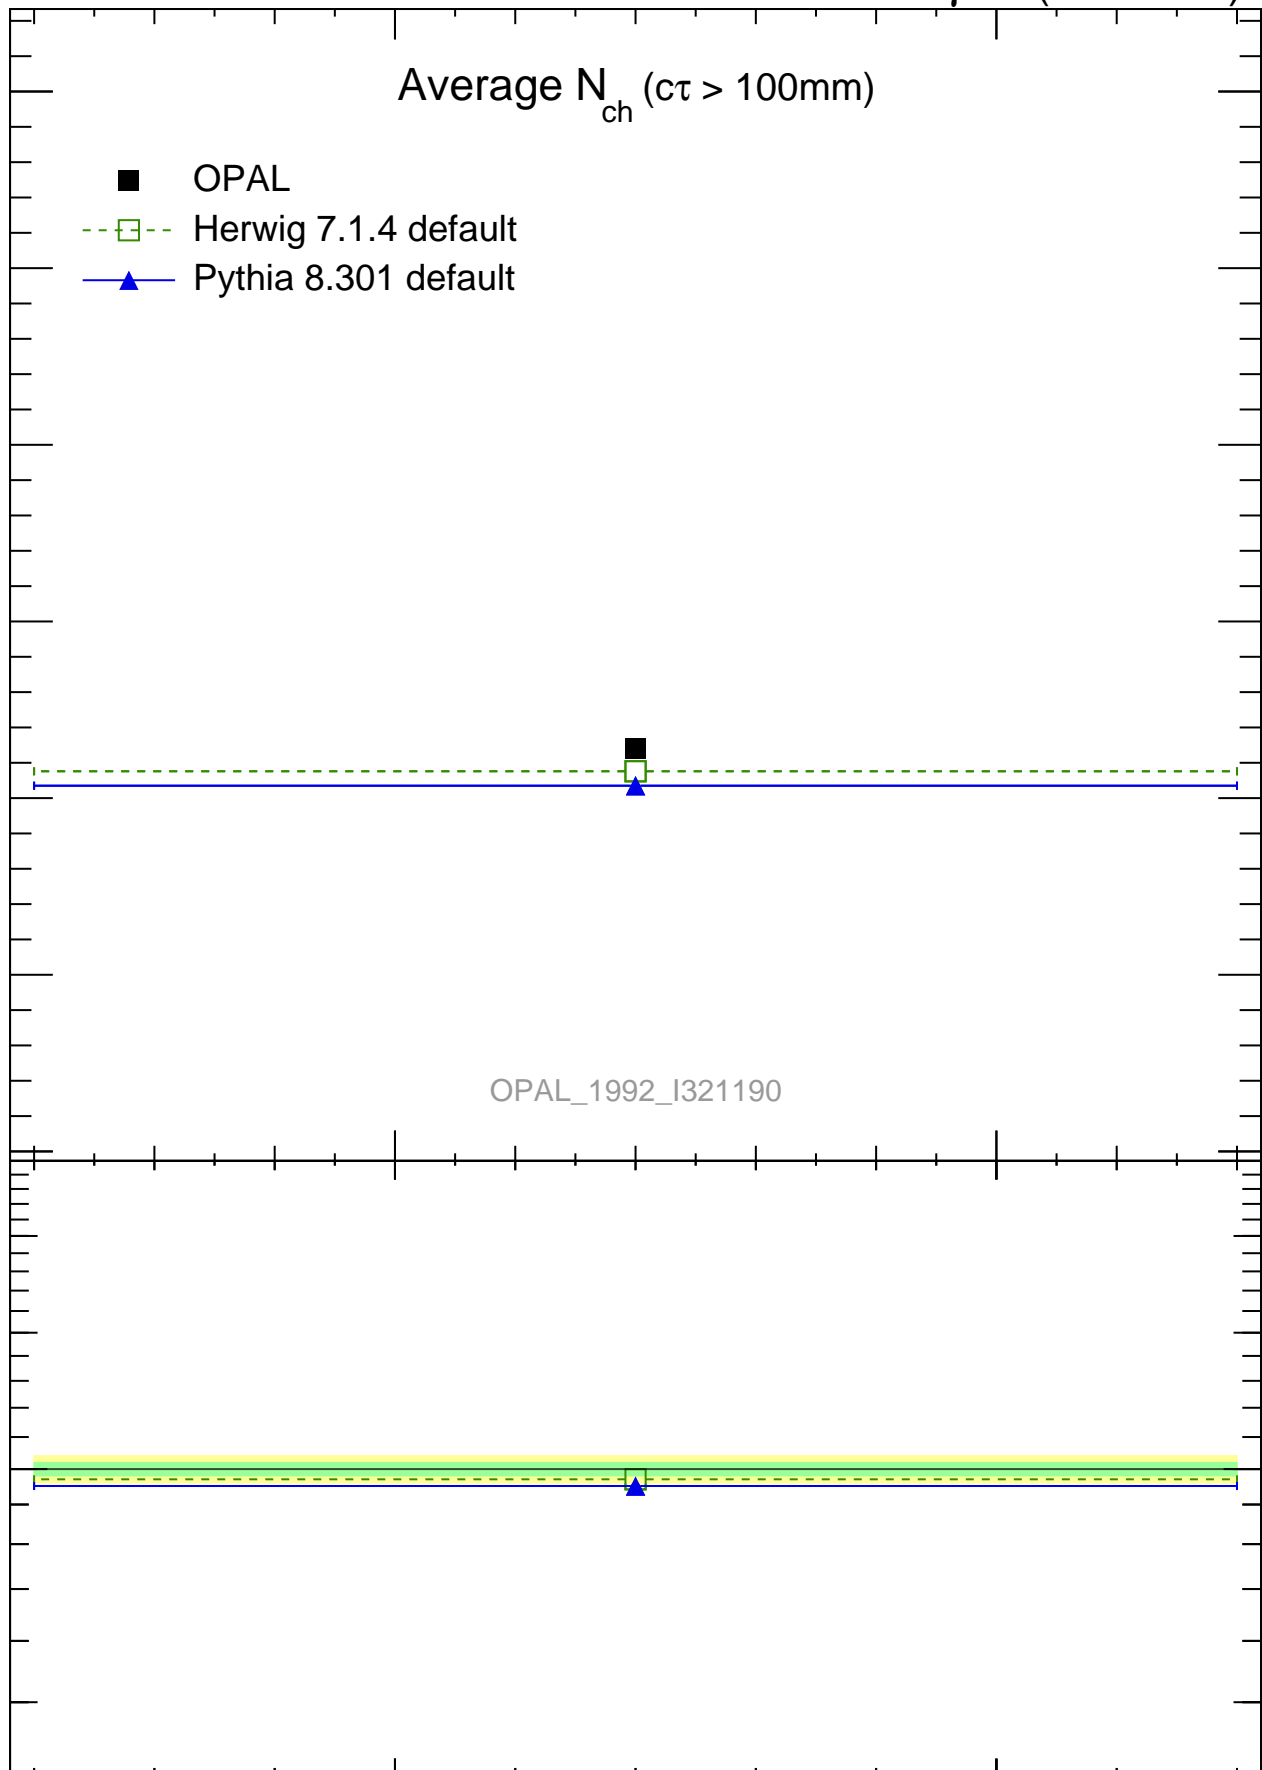 Average N_ch (cτ > 100mm)
OPAL
Herwig 7.1.4 default
Pythia 8.301 default
OPAL_1992_I321190